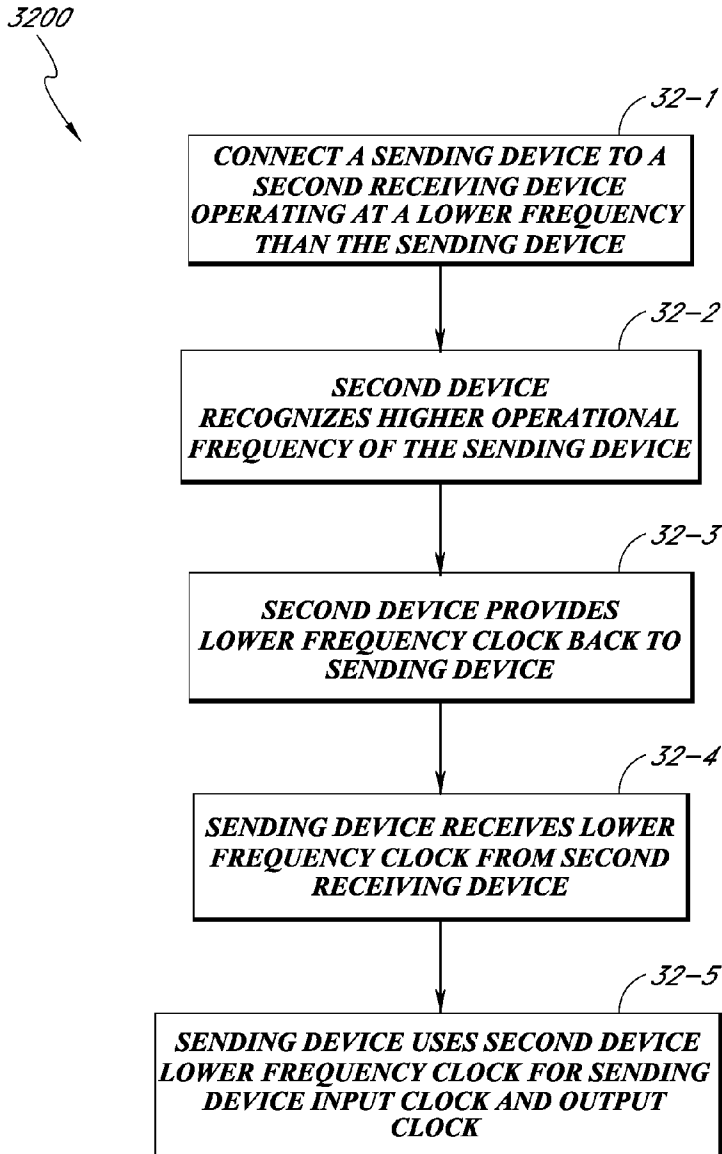 3200
32-1
CONNECT A SENDING DEVICE TO A
SECOND RECEIVING DEVICE
OPERATING AT A LOWER FREQUENCY
THAN THE SENDING DEVICE
32-2
SECOND DEVICE
RECOGNIZES HIGHER OPERATIONAL
FREQUENCY OF THE SENDING DEVICE
32-3
SECOND DEVICE PROVIDES
LOWER FREQUENCY CLOCK BACK TO
SENDING DEVICE
32-4
SENDING DEVICE RECEIVES LOWER
FREQUENCY CLOCK FROM SECOND
RECEIVING DEVICE
32-5
SENDING DEVICE USES SECOND DEVICE
LOWER FREQUENCY CLOCK FOR SENDING
DEVICE INPUT CLOCK AND OUTPUT
CLOCK